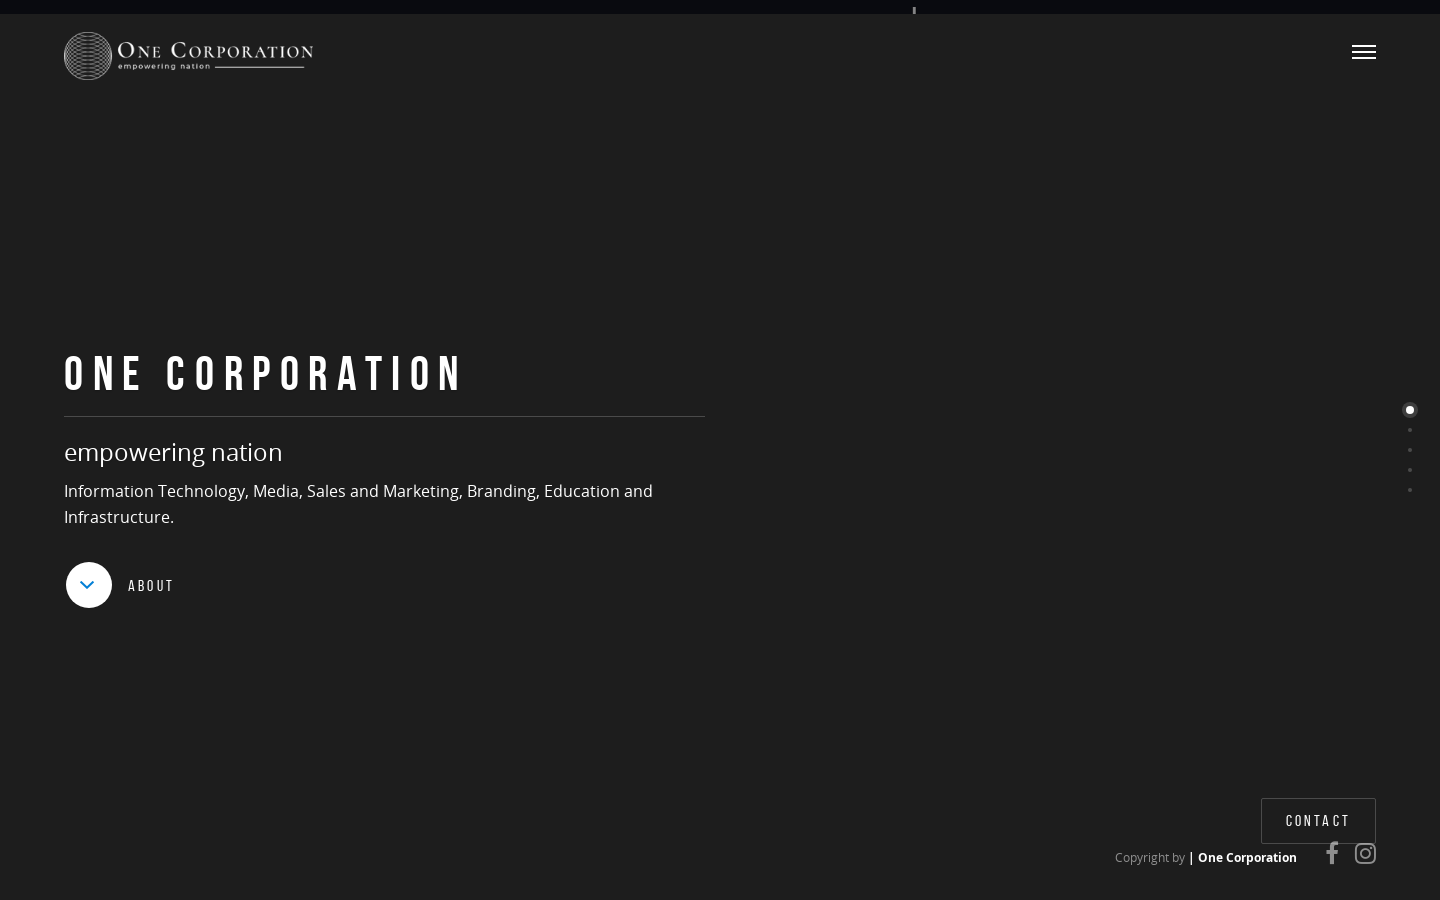 One Corporation
empowering nation
ONE CORPORATION
empowering nation
Information Technology, Media, Sales and Marketing, Branding, Education and
Infrastructure.
ABOUT
CONTACT
Copyright by | One Corporation